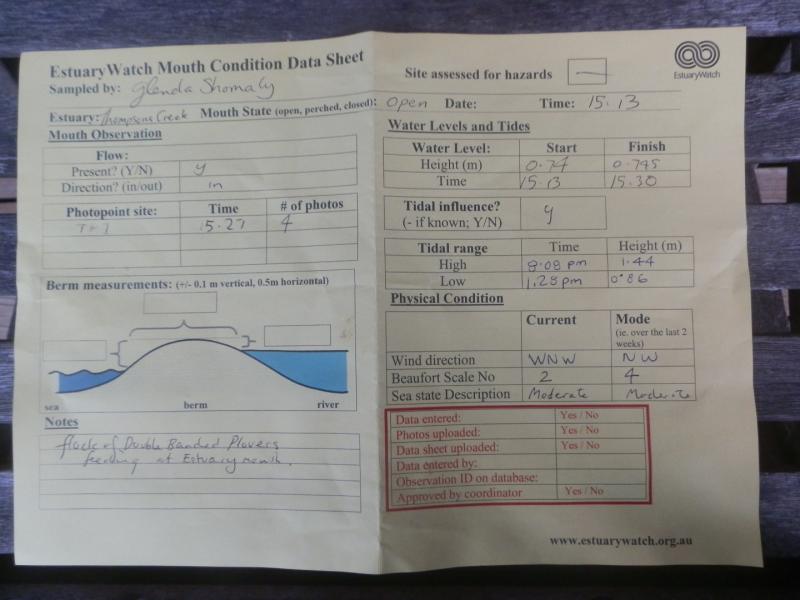 EstuaryWatch Mouth Condition Data Sheet
EstuaryWatch
Sampled by: Glenda Shomaly
Site assessed for hazards —
Estuary: Thompsons Creek Mouth State (open, perched, closed): Open Date: Time: 15.13
Mouth Observation
Flow:
Present? (Y/N) y
Direction? (in/out) in
Photopoint site: Time # of photos
15.27 4
Berm measurements: (+/- 0.1 m vertical, 0.5m horizontal)
sea berm river
Notes
flock of Double Banded Plovers
feeding at Estuary mouth.
Water Levels and Tides
Water Level: Start Finish
Height (m) 0.74 0.745
Time 15.13 15.30
Tidal influence?
(- if known; Y/N) y
Tidal range Time Height (m)
High 8.08 pm 1.44
Low 1.28 pm 0.86
Physical Condition
Current Mode
(ie. over the last 2
weeks)
Wind direction WNW NW
Beaufort Scale No 2 4
Sea state Description Moderate Moderate
Data entered: Yes / No
Photos uploaded: Yes / No
Data sheet uploaded: Yes / No
Data entered by:
Observation ID on database:
Approved by coordinator Yes / No
www.estuarywatch.org.au